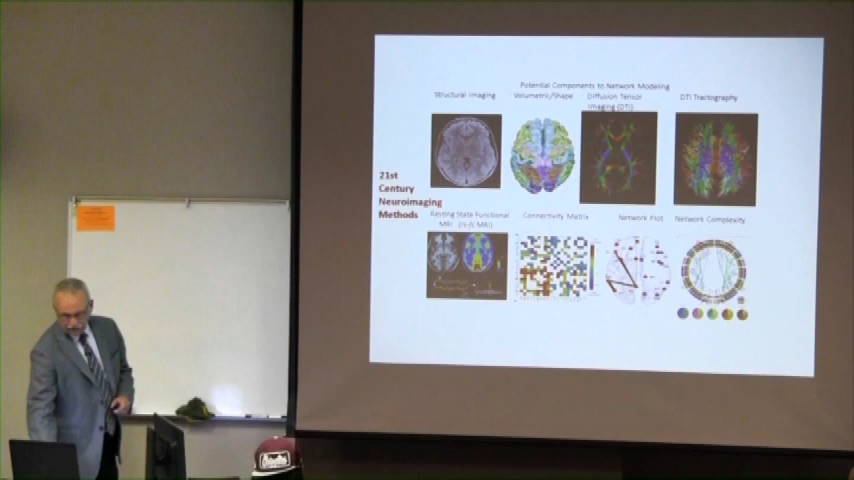 Potential Components to Network Modeling
Structural Imaging
Volumetric/Shape
Diffusion Tensor
Imaging (DTI)
DTI Tractography
21st
Century
Neuroimaging
Methods
Resting State Functional
MRI
Connectivity Matrix
Network Plot
Network Complexity